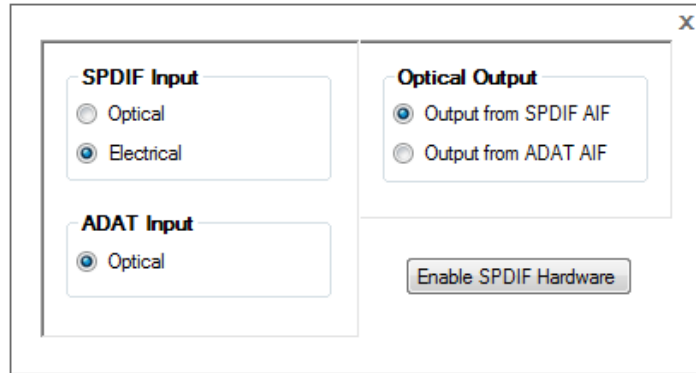 X
SPDIF Input
Optical
Electrical
ADAT Input
Optical
Optical Output
Output from SPDIF AIF
Output from ADAT AIF
Enable SPDIF Hardware